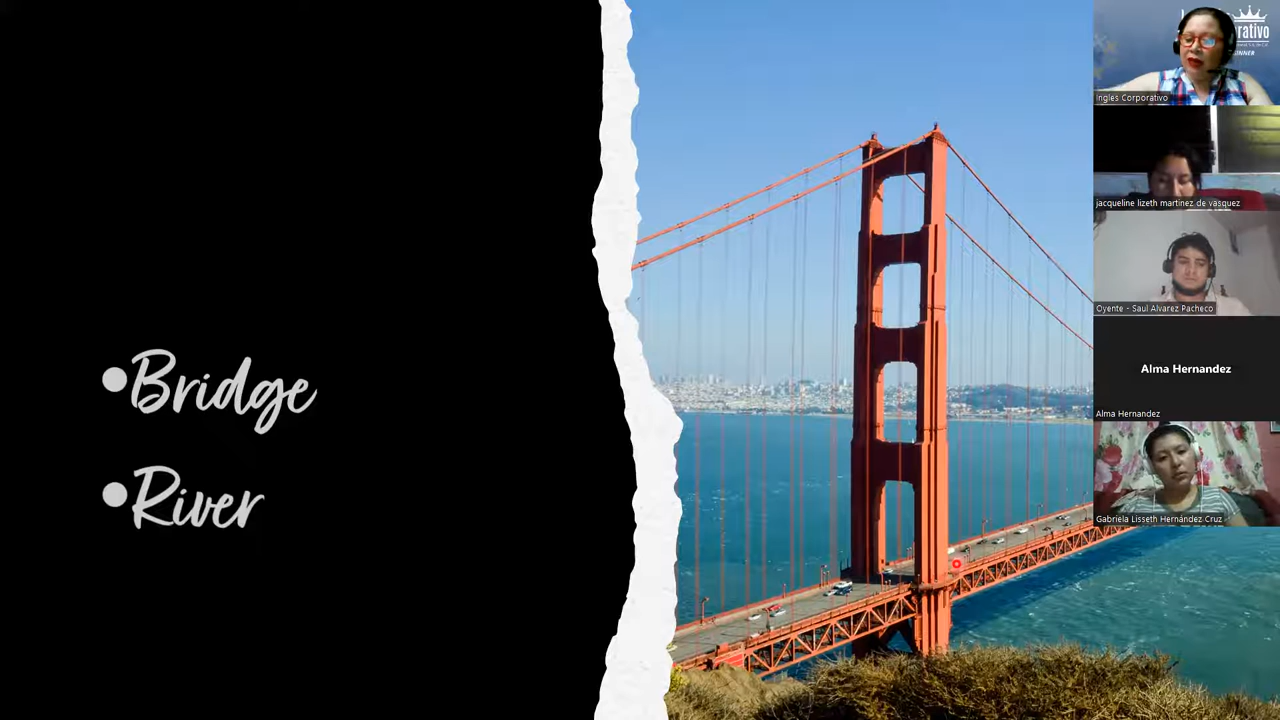 •Bridge
•River
rativo
INNER
Ingles Corporativo
jacqueline lizeth martinez de vasquez
Oyente - Saul Alvarez Pacheco
Alma Hernandez
Alma Hernandez
Gabriela Lisseth Hernández Cruz